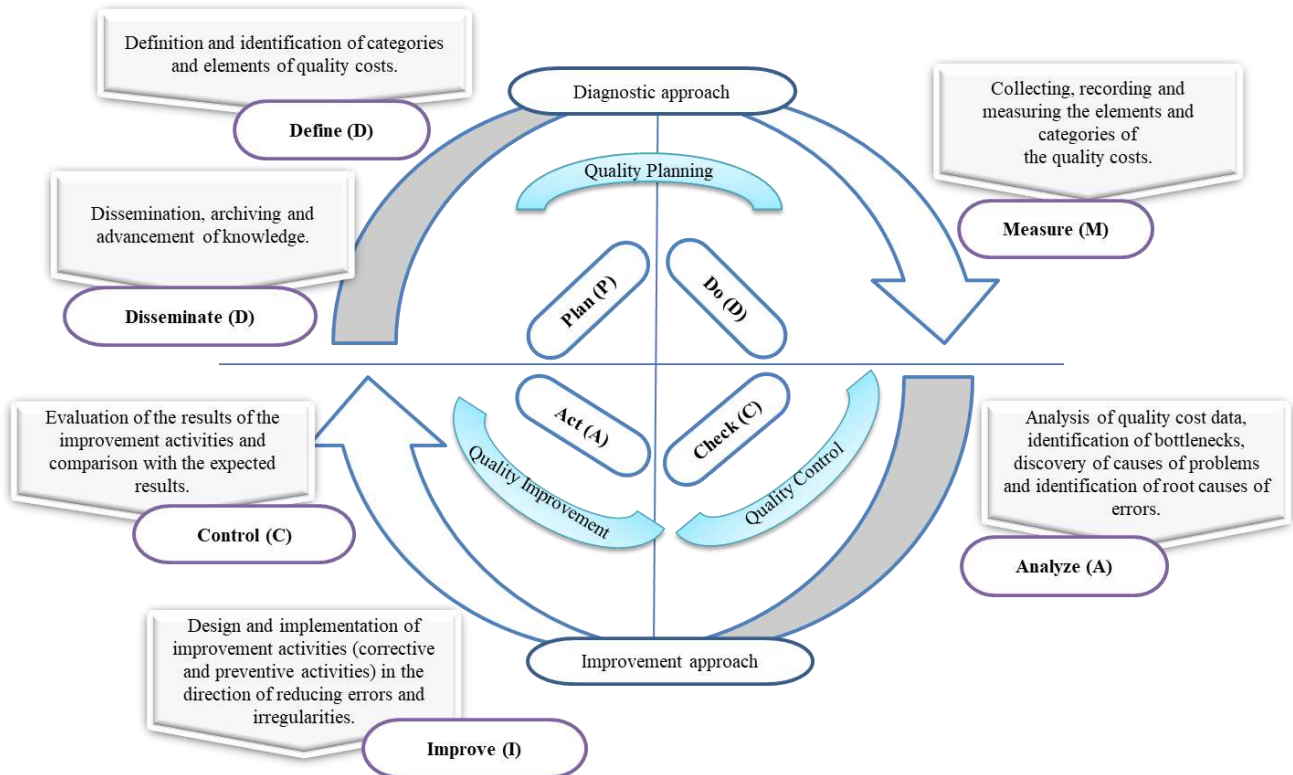 Definition and identification of categories
and elements of quality costs.
Define (D)
Diagnostic approach
Collecting, recording and
measuring the elements and
categories of
the quality costs.
Measure (M)
Quality Planning
Dissemination, archiving and
advancement of knowledge.
Disseminate (D)
Plan (P)
Do (D)
Act (A)
Check (C)
Quality Improvement
Quality Control
Evaluation of the results of the
improvement activities and
comparison with the expected
results.
Control (C)
Analysis of quality cost data,
identification of bottlenecks,
discovery of causes of problems
and identification of root causes of
errors.
Analyze (A)
Improvement approach
Design and implementation of
improvement activities (corrective
and preventive activities) in the
direction of reducing errors and
irregularities.
Improve (I)